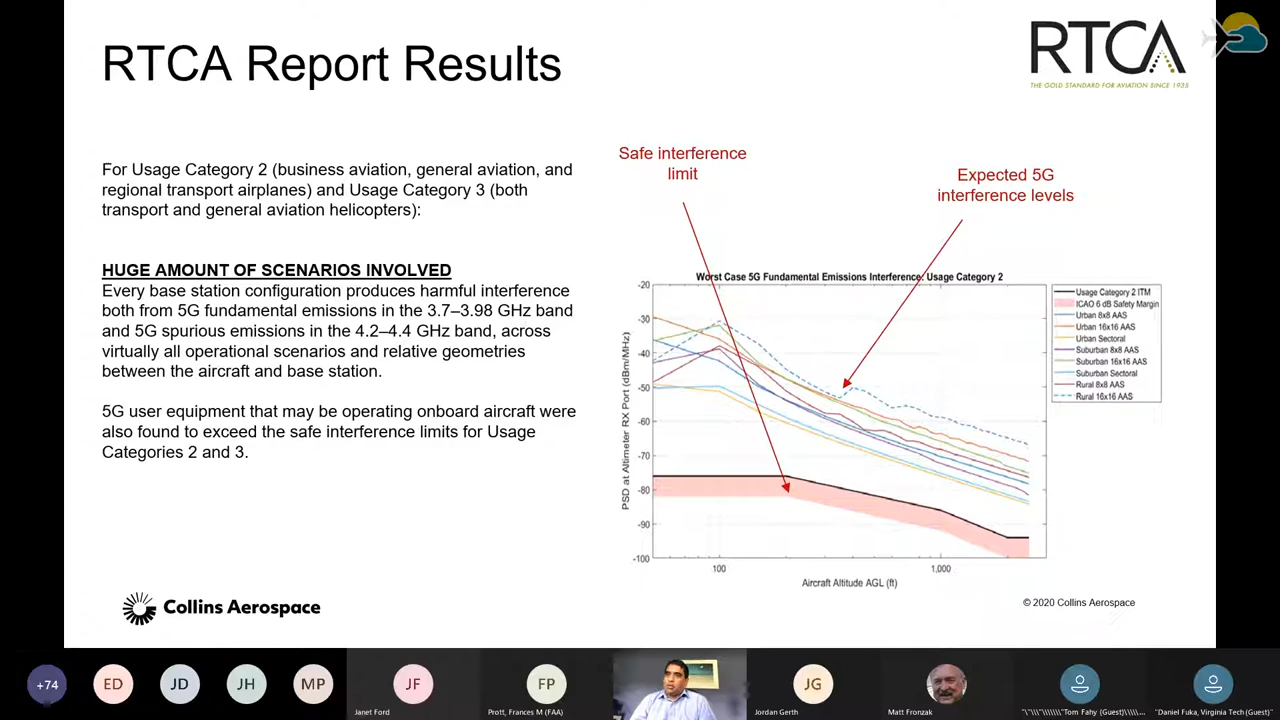 RTCA Report Results
RTCA
THE GOLD STANDARD FOR AVIATION SINCE 1935
For Usage Category 2 (business aviation, general aviation, and
regional transport airplanes) and Usage Category 3 (both
transport and general aviation helicopters):
HUGE AMOUNT OF SCENARIOS INVOLVED
Every base station configuration produces harmful interference
both from 5G fundamental emissions in the 3.7–3.98 GHz band
and 5G spurious emissions in the 4.2–4.4 GHz band, across
virtually all operational scenarios and relative geometries
between the aircraft and base station.
5G user equipment that may be operating onboard aircraft were
also found to exceed the safe interference limits for Usage
Categories 2 and 3.
Safe interference
limit
Expected 5G
interference levels
Worst Case 5G Fundamental Emissions Interference: Usage Category 2
PSD at Altimeter RX Port (dBm/MHz)
-20
-30
-40
-50
-60
-70
-80
-90
-100
100
1,000
Aircraft Altitude AGL (ft)
Usage Category 2 ITM
ICAO 6 dB Safety Margin
Urban 8x8 AAS
Urban 16x16 AAS
Urban Sectoral
Suburban 8x8 AAS
Suburban 16x16 AAS
Suburban Sectoral
Rural 8x8 AAS
Rural 16x16 AAS
Collins Aerospace
© 2020 Collins Aerospace
+74
ED
JD
JH
MP
JF
Janet Ford
FP
Prott, Frances M (FAA)
JG
Jordan Gerth
Matt Fronzak
"\"\\\"\\\\\\\"Tom Fahy (Guest)\\\\\...
"Daniel Fuka, Virginia Tech (Guest)"